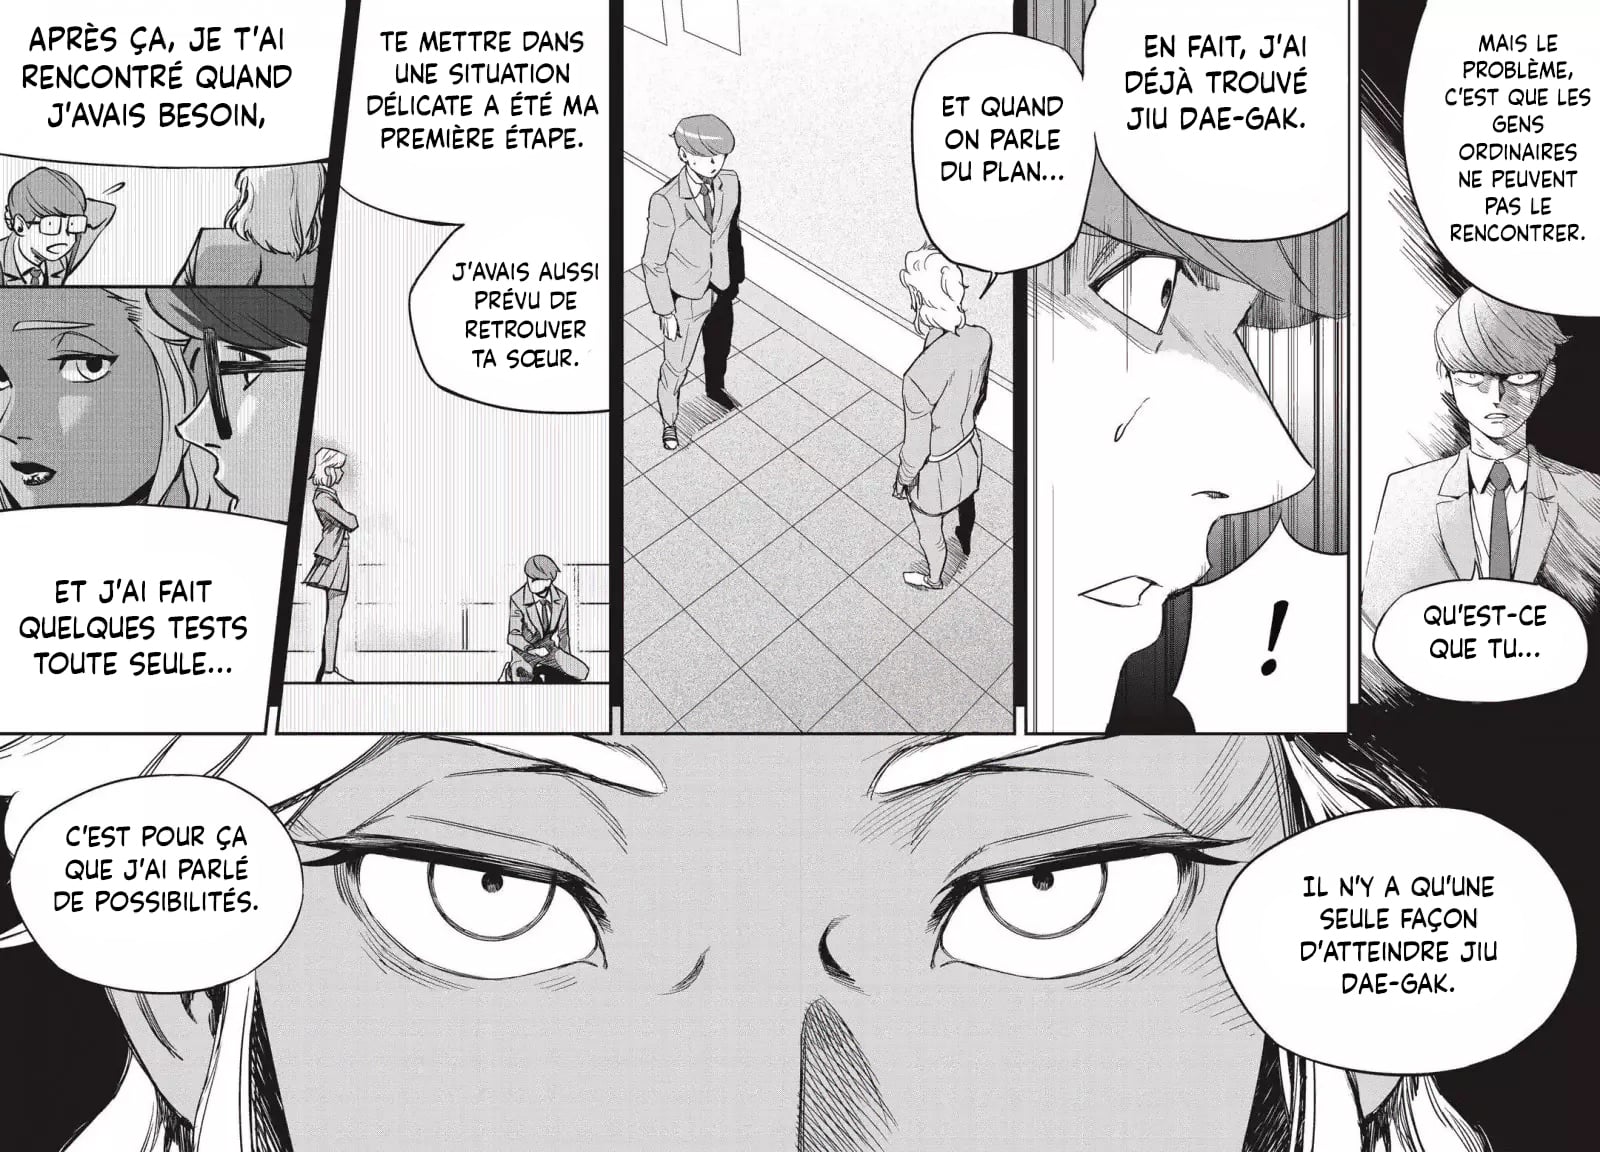 MAIS LE
PROBLÈME,
C'EST QUE LES
GENS
ORDINAIRES
NE PEUVENT
PAS LE
RENCONTRER.
QU'EST-CE
QUE TU...
EN FAIT, J'AI
DÉJÀ TROUVÉ
JIU DAE-GAK.
!
ET QUAND
ON PARLE
DU PLAN...
TE METTRE DANS
UNE SITUATION
DÉLICATE A ÉTÉ MA
PREMIÈRE ÉTAPE.
J'AVAIS AUSSI
PRÉVU DE
RETROUVER
TA SŒUR.
APRÈS ÇA, JE T'AI
RENCONTRÉ QUAND
J'AVAIS BESOIN,
ET J'AI FAIT
QUELQUES TESTS
TOUTE SEULE...
IL N'Y A QU'UNE
SEULE FAÇON
D'ATTEINDRE JIU
DAE-GAK.
C'EST POUR ÇA
QUE J'AI PARLÉ
DE POSSIBILITÉS.